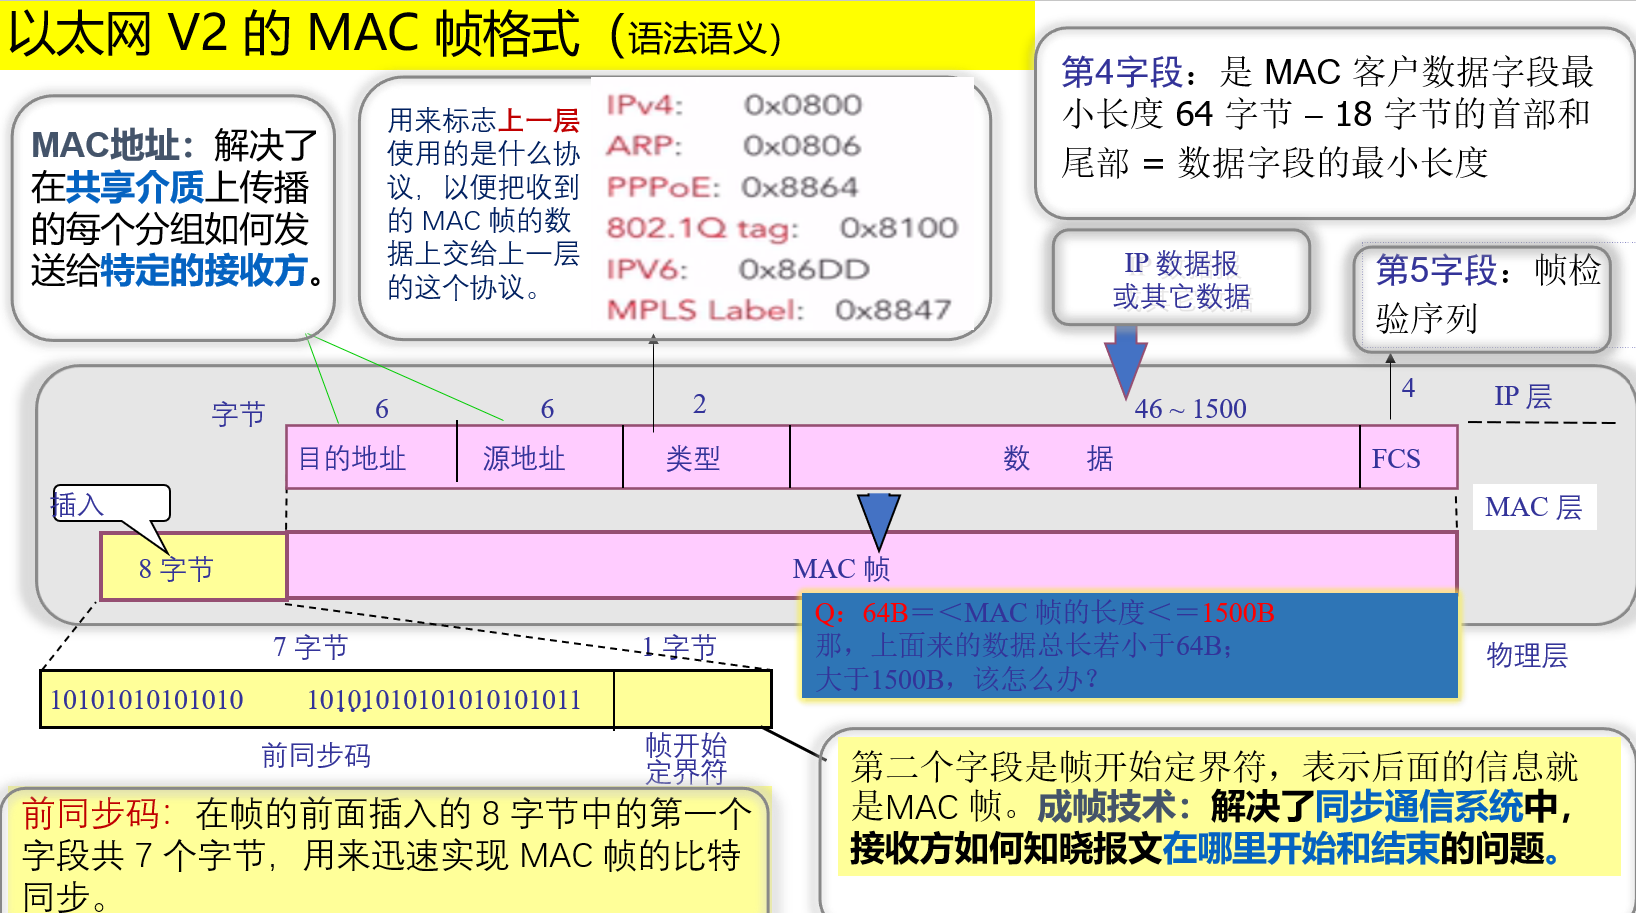 以太网 V2 的 MAC 帧格式（语法语义）
MAC地址：解决了
在共享介质上传播
的每个分组如何发
送给特定的接收方。
用来标志上一层
使用的是什么协
议，以便把收到
的 MAC 帧的数
据上交给上一层
的这个协议。
IPv4: 0x0800
ARP: 0x0806
PPPoE: 0x8864
802.1Q tag: 0x8100
IPV6: 0x86DD
MPLS Label: 0x8847
第4字段：是 MAC 客户数据字段最
小长度 64 字节 – 18 字节的首部和
尾部 = 数据字段的最小长度
IP 数据报
或其它数据
第5字段：帧检
验序列
字节 6 6 2 46 ~ 1500 4
IP 层
目的地址 源地址 类型 数 据 FCS
MAC 层
插入
8 字节 MAC 帧
Q：64B＝＜MAC 帧的长度＜＝1500B
那，上面来的数据总长若小于64B；
大于1500B，该怎么办？
7 字节 1 字节
物理层
10101010101010 ... 10101010101010101011
前同步码
帧开始
定界符
前同步码：在帧的前面插入的 8 字节中的第一个
字段共 7 个字节，用来迅速实现 MAC 帧的比特
同步。
第二个字段是帧开始定界符，表示后面的信息就
是MAC 帧。成帧技术：解决了同步通信系统中，
接收方如何知晓报文在哪里开始和结束的问题。